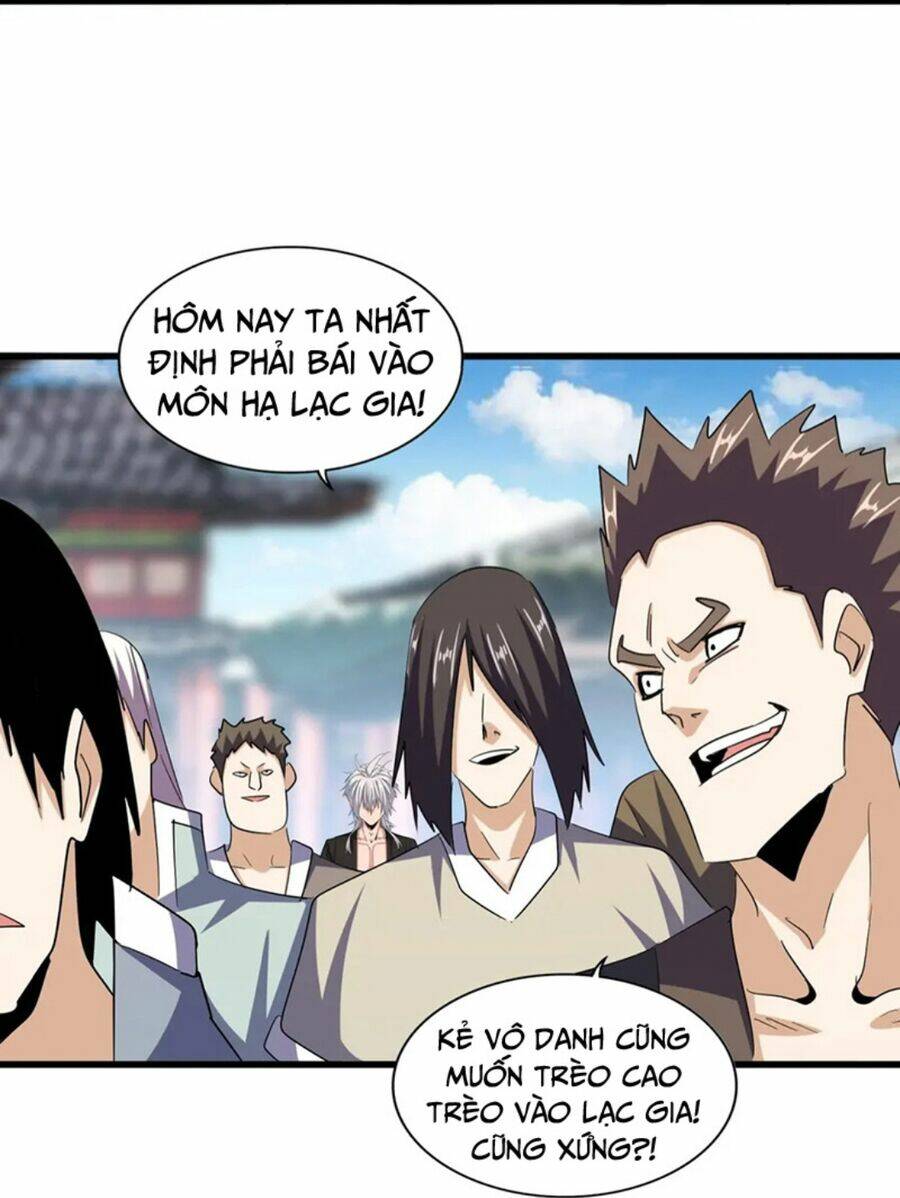 HÔM NAY TA NHẤT
ĐỊNH PHẢI BÁI VÀO
MÔN HẠ LẠC GIA!
KẺ VÔ DANH CŨNG
MUỐN TRÈO CAO
TRÈO VÀO LẠC GIA!
CŨNG XỨNG?!